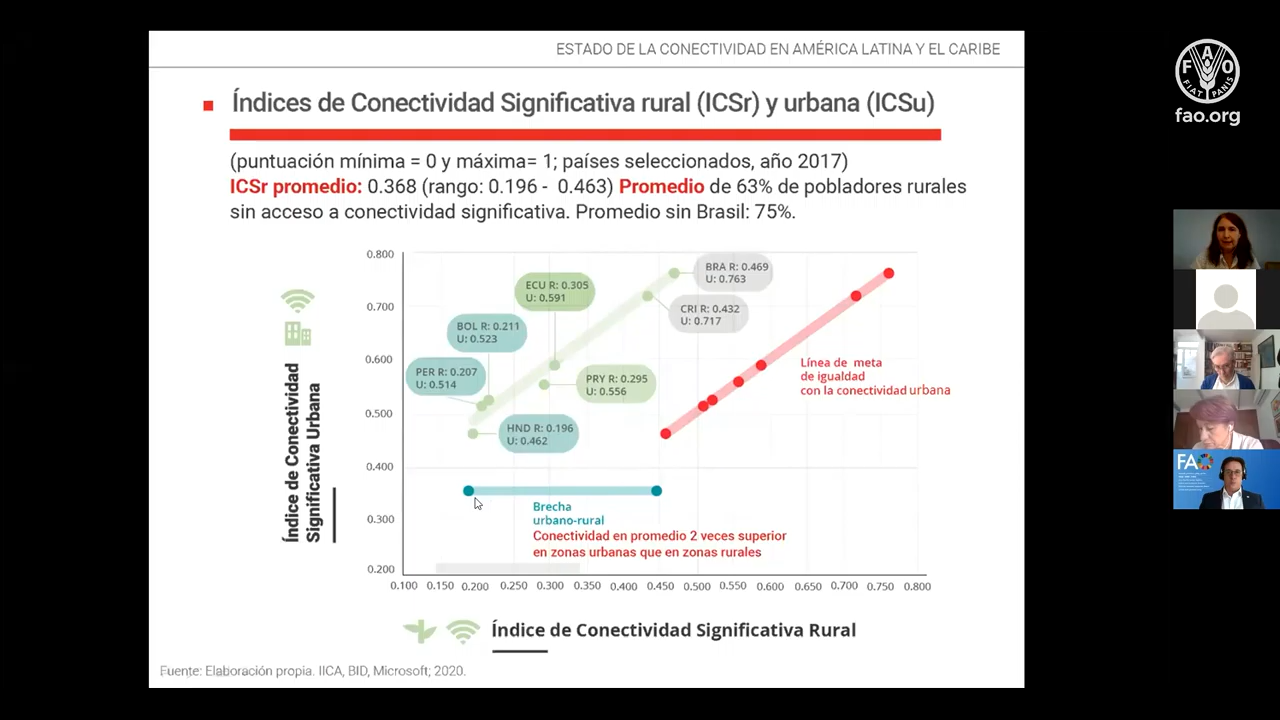 ESTADO DE LA CONECTIVIDAD EN AMÉRICA LATINA Y EL CARIBE
Índices de Conectividad Significativa rural (ICSr) y urbana (ICSu)
(puntuación mínima = 0 y máxima= 1; países seleccionados, año 2017)
ICSr promedio: 0.368 (rango: 0.196 - 0.463) Promedio de 63% de pobladores rurales
sin acceso a conectividad significativa. Promedio sin Brasil: 75%.
Índice de Conectividad
Significativa Urbana
0.800
0.700
0.600
0.500
0.400
0.300
0.200
BRA R: 0.469
U: 0.763
ECU R: 0.305
U: 0.591
CRI R: 0.432
U: 0.717
BOL R: 0.211
U: 0.523
PER R: 0.207
U: 0.514
PRY R: 0.295
U: 0.556
HND R: 0.196
U: 0.462
Línea de meta
de igualdad
con la conectividad urbana
Brecha
urbano-rural
Conectividad en promedio 2 veces superior
en zonas urbanas que en zonas rurales
0.100 0.150 0.200 0.250 0.300 0.350 0.400 0.450 0.500 0.550 0.600 0.650 0.700 0.750 0.800
Índice de Conectividad Significativa Rural
Fuente: Elaboración propia. IICA, BID, Microsoft; 2020.
FAO
FIAT PANIS
fao.org
FAO